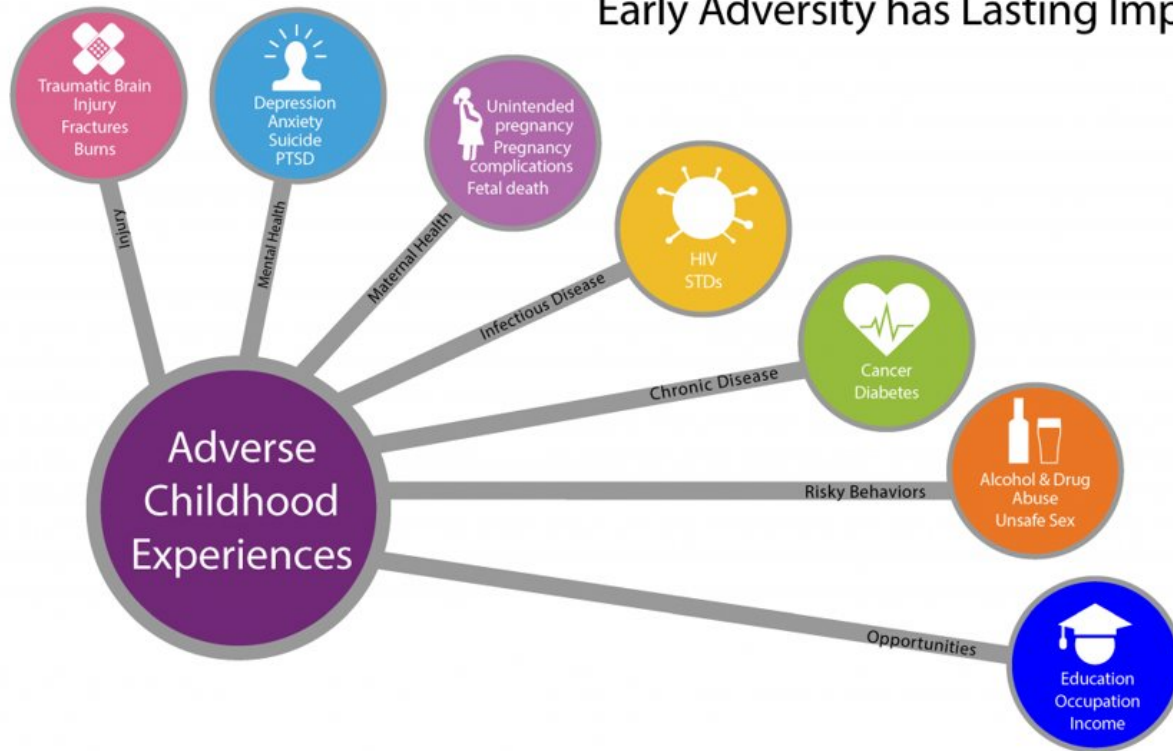 Early Adversity has Lasting
Traumatic Brain
Injury
Fractures
Burns
Injury
Depression
Anxiety
Suicide
PTSD
Mental Health
Unintended
pregnancy
Pregnancy
complications
Fetal death
Maternal Health
HIV
STDs
Infectious Disease
Cancer
Diabetes
Chronic Disease
Alcohol & Drug
Abuse
Unsafe Sex
Risky Behaviors
Education
Occupation
Income
Opportunities
Adverse
Childhood
Experiences